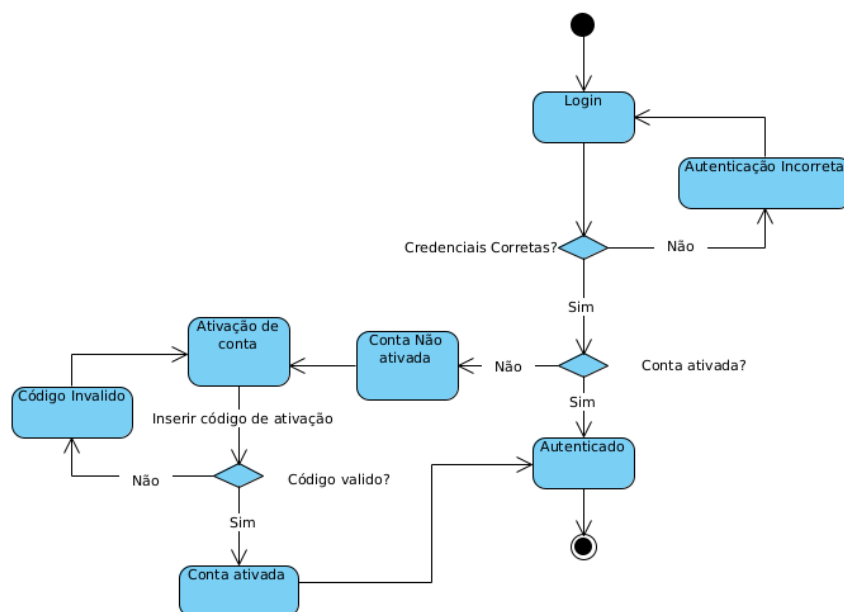 Login
Autenticação Incorreta
Credenciais Corretas?
Não
Sim
Ativação de
conta
Conta Não
ativada
Não
Conta ativada?
Código Invalido
Sim
Inserir código de ativação
Autenticado
Não
Código valido?
Sim
Conta ativada